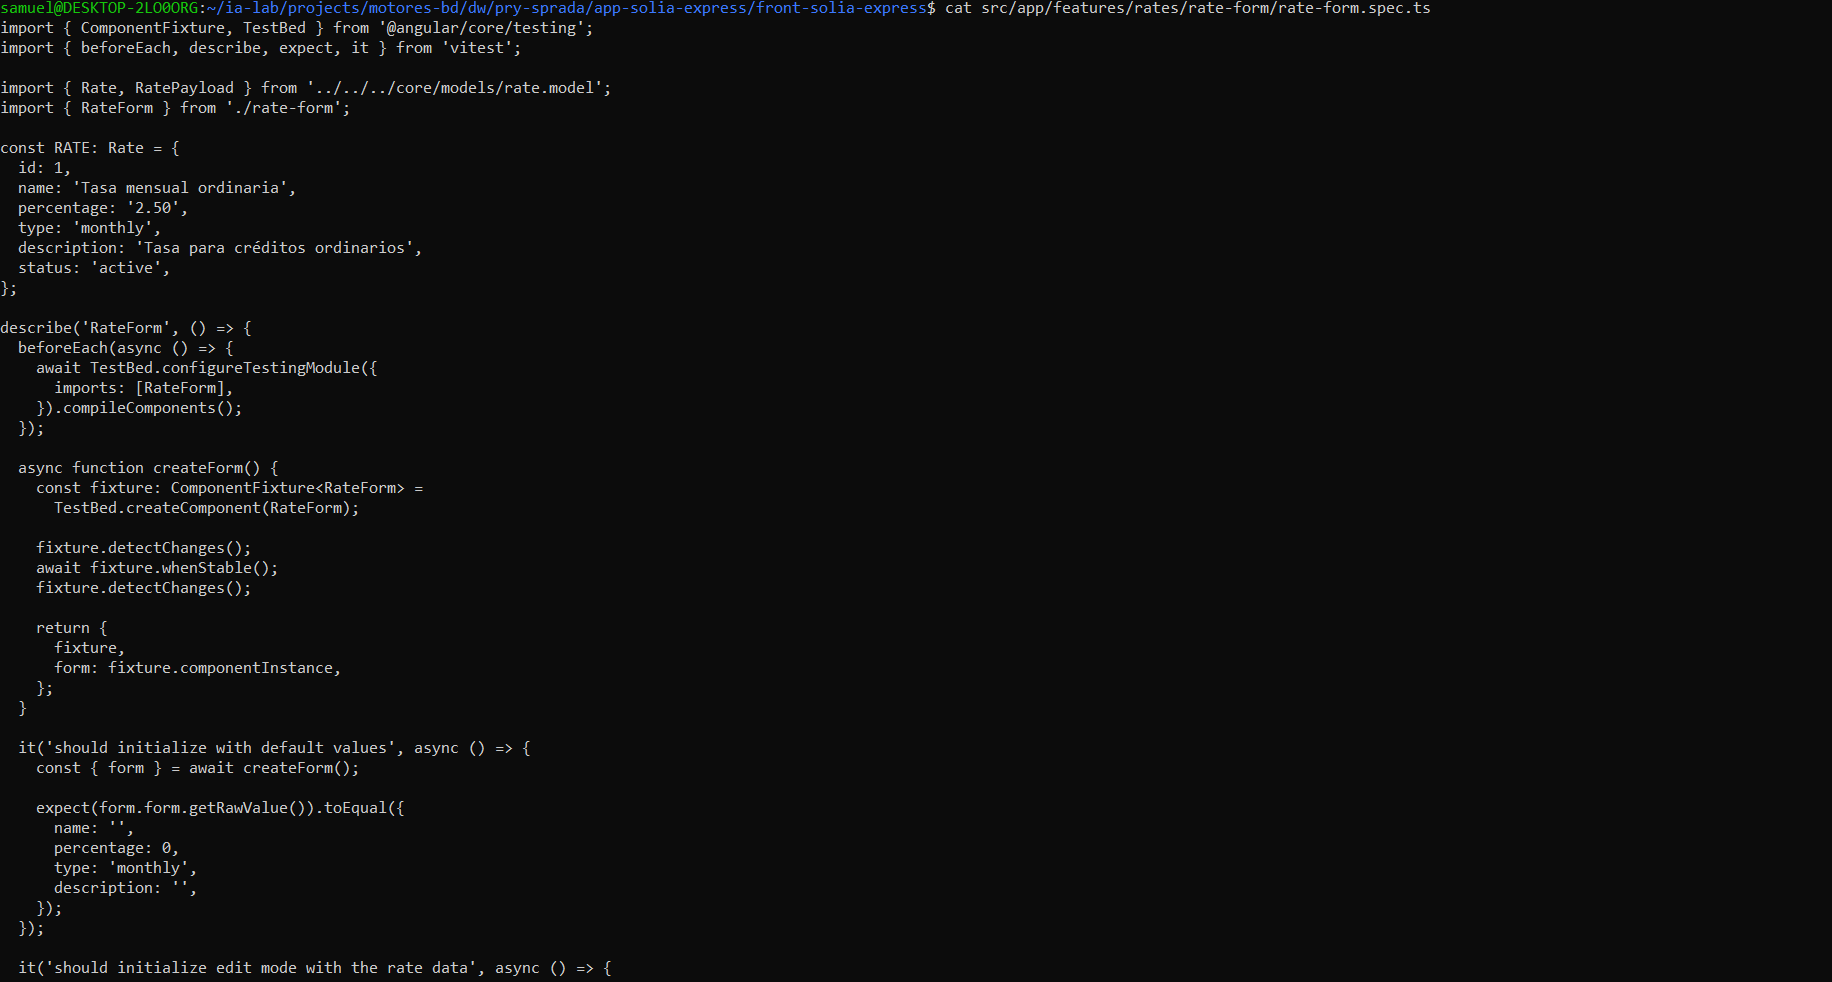 samuel@DESKTOP-2LO0ORG:~/ia-lab/projects/motores-bd/dw/pry-sprada/app-solia-express/front-solia-express$ cat src/app/features/rates/rate-form/rate-form.spec.ts
import { ComponentFixture, TestBed } from '@angular/core/testing';
import { beforeEach, describe, expect, it } from 'vitest';

import { Rate, RatePayload } from '../../../core/models/rate.model';
import { RateForm } from './rate-form';

const RATE: Rate = {
  id: 1,
  name: 'Tasa mensual ordinaria',
  percentage: '2.50',
  type: 'monthly',
  description: 'Tasa para créditos ordinarios',
  status: 'active',
};

describe('RateForm', () => {
  beforeEach(async () => {
    await TestBed.configureTestingModule({
      imports: [RateForm],
    }).compileComponents();
  });

  async function createForm() {
    const fixture: ComponentFixture<RateForm> =
      TestBed.createComponent(RateForm);

    fixture.detectChanges();
    await fixture.whenStable();
    fixture.detectChanges();

    return {
      fixture,
      form: fixture.componentInstance,
    };
  }

  it('should initialize with default values', async () => {
    const { form } = await createForm();

    expect(form.form.getRawValue()).toEqual({
      name: '',
      percentage: 0,
      type: 'monthly',
      description: '',
    });
  });

  it('should initialize edit mode with the rate data', async () => {